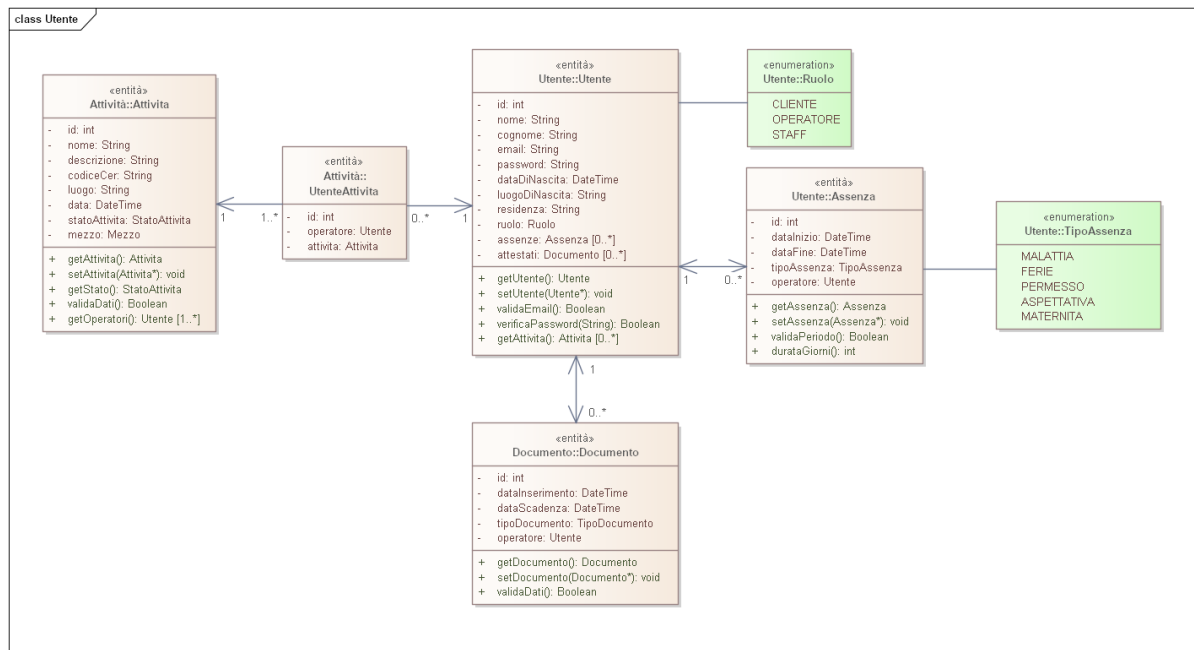 class Utente
«entità»
Attività::Attivita
- id: int
- nome: String
- descrizione: String
- codiceCer: String
- luogo: String
- data: DateTime
- statoAttivita: StatoAttivita
- mezzo: Mezzo
+ getAttivita(): Attivita
+ setAttivita(Attivita*): void
+ getStato(): StatoAttivita
+ validaDati(): Boolean
+ getOperatori(): Utente [1..*]
1
1..*
«entità»
Attività::
UtenteAttivita
- id: int
- operatore: Utente
- attivita: Attivita
0..*
1
«entità»
Utente::Utente
- id: int
- nome: String
- cognome: String
- email: String
- password: String
- dataDiNascita: DateTime
- luogoDiNascita: String
- residenza: String
- ruolo: Ruolo
- assenze: Assenza [0..*]
- attestati: Documento [0..*]
+ getUtente(): Utente
+ setUtente(Utente*): void
+ validaEmail(): Boolean
+ verificaPassword(String): Boolean
+ getAttivita(): Attivita [0..*]
«enumeration»
Utente::Ruolo
CLIENTE
OPERATORE
STAFF
1
0..*
«entità»
Utente::Assenza
- id: int
- dataInizio: DateTime
- dataFine: DateTime
- tipoAssenza: TipoAssenza
- operatore: Utente
+ getAssenza(): Assenza
+ setAssenza(Assenza*): void
+ validaPeriodo(): Boolean
+ durataGiorni(): int
«enumeration»
Utente::TipoAssenza
MALATTIA
FERIE
PERMESSO
ASPETTATIVA
MATERNITA
1
0..*
«entità»
Documento::Documento
- id: int
- dataInserimento: DateTime
- dataScadenza: DateTime
- tipoDocumento: TipoDocumento
- operatore: Utente
+ getDocumento(): Documento
+ setDocumento(Documento*): void
+ validaDati(): Boolean